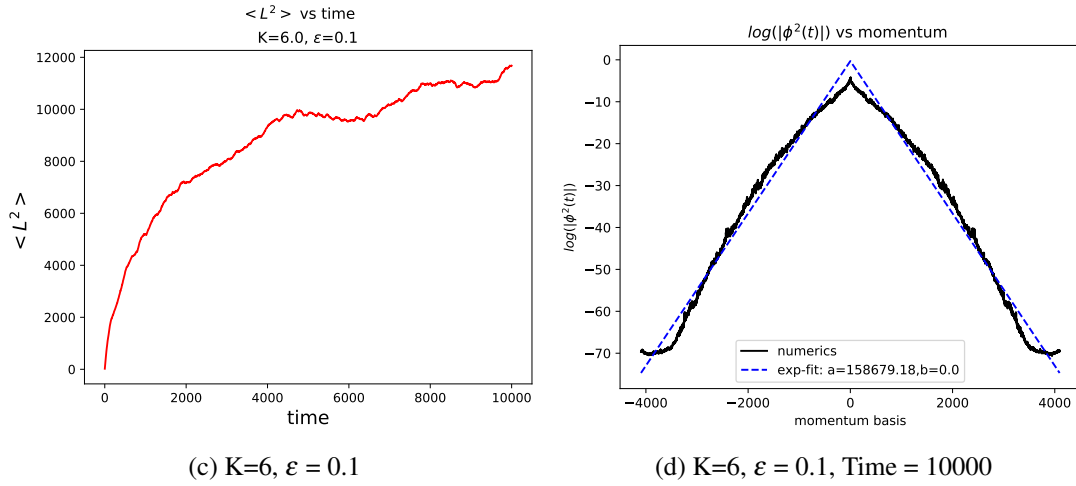 <L²> vs time
K=6.0, ε=0.1
<L²>
12000
10000
8000
6000
4000
2000
0
0 2000 4000 6000 8000 10000
time
(c) K=6, ε = 0.1
log(|ϕ²(t)|) vs momentum
log(|ϕ²(t)|)
0
−10
−20
−30
−40
−50
−60
−70
numerics
exp-fit: a=158679.18,b=0.0
−4000 −2000 0 2000 4000
momentum basis
(d) K=6, ε = 0.1, Time = 10000